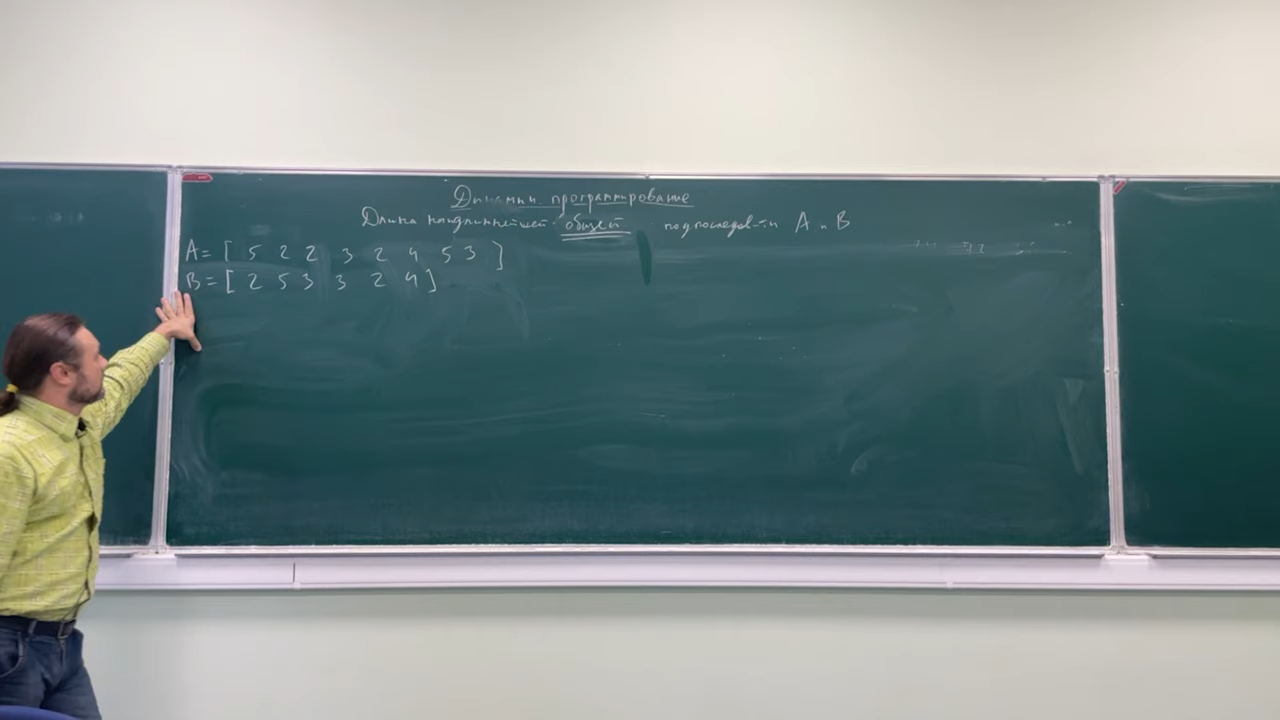 Динамич. программирование
Длина наидлиннейшей общей подпоследов-ти A и B
A = [ 5 2 2 3 2 4 5 3 ]
B = [ 2 5 3 3 2 4 ]